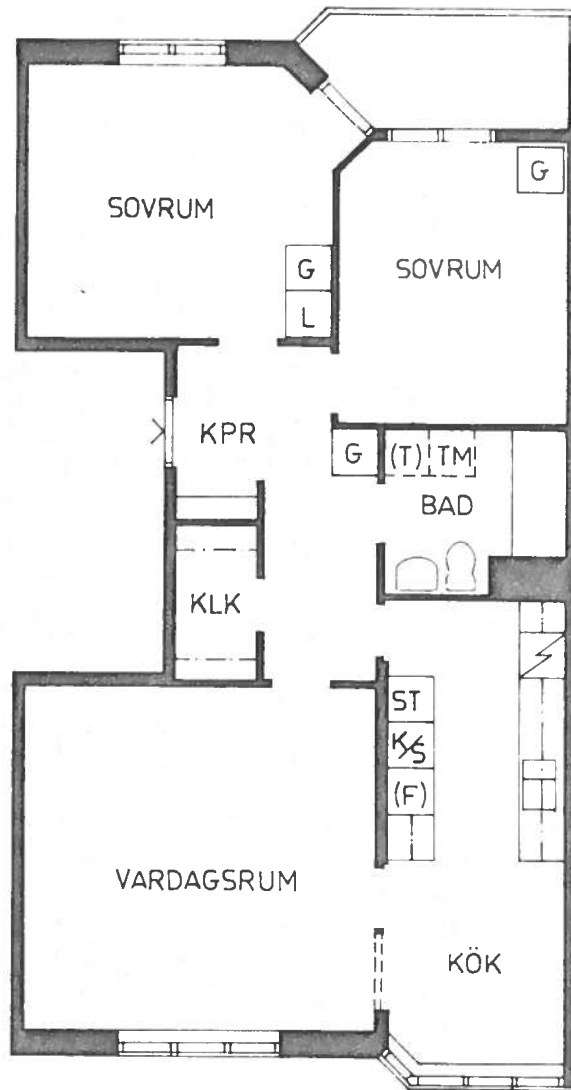 G
SOVRUM
SOVRUM
G
L
KPR
G
(T)
TM
BAD
KLK
ST
K/S
(F)
VARDAGSRUM
KÖK